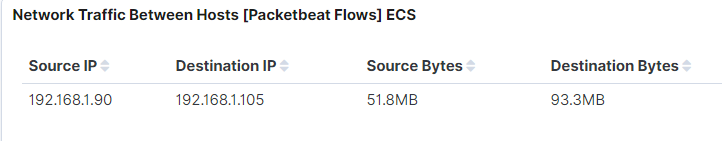 Network Traffic Between Hosts [Packetbeat Flows] ECS
Source IP Destination IP Source Bytes Destination Bytes
192.168.1.90 192.168.1.105 51.8MB 93.3MB